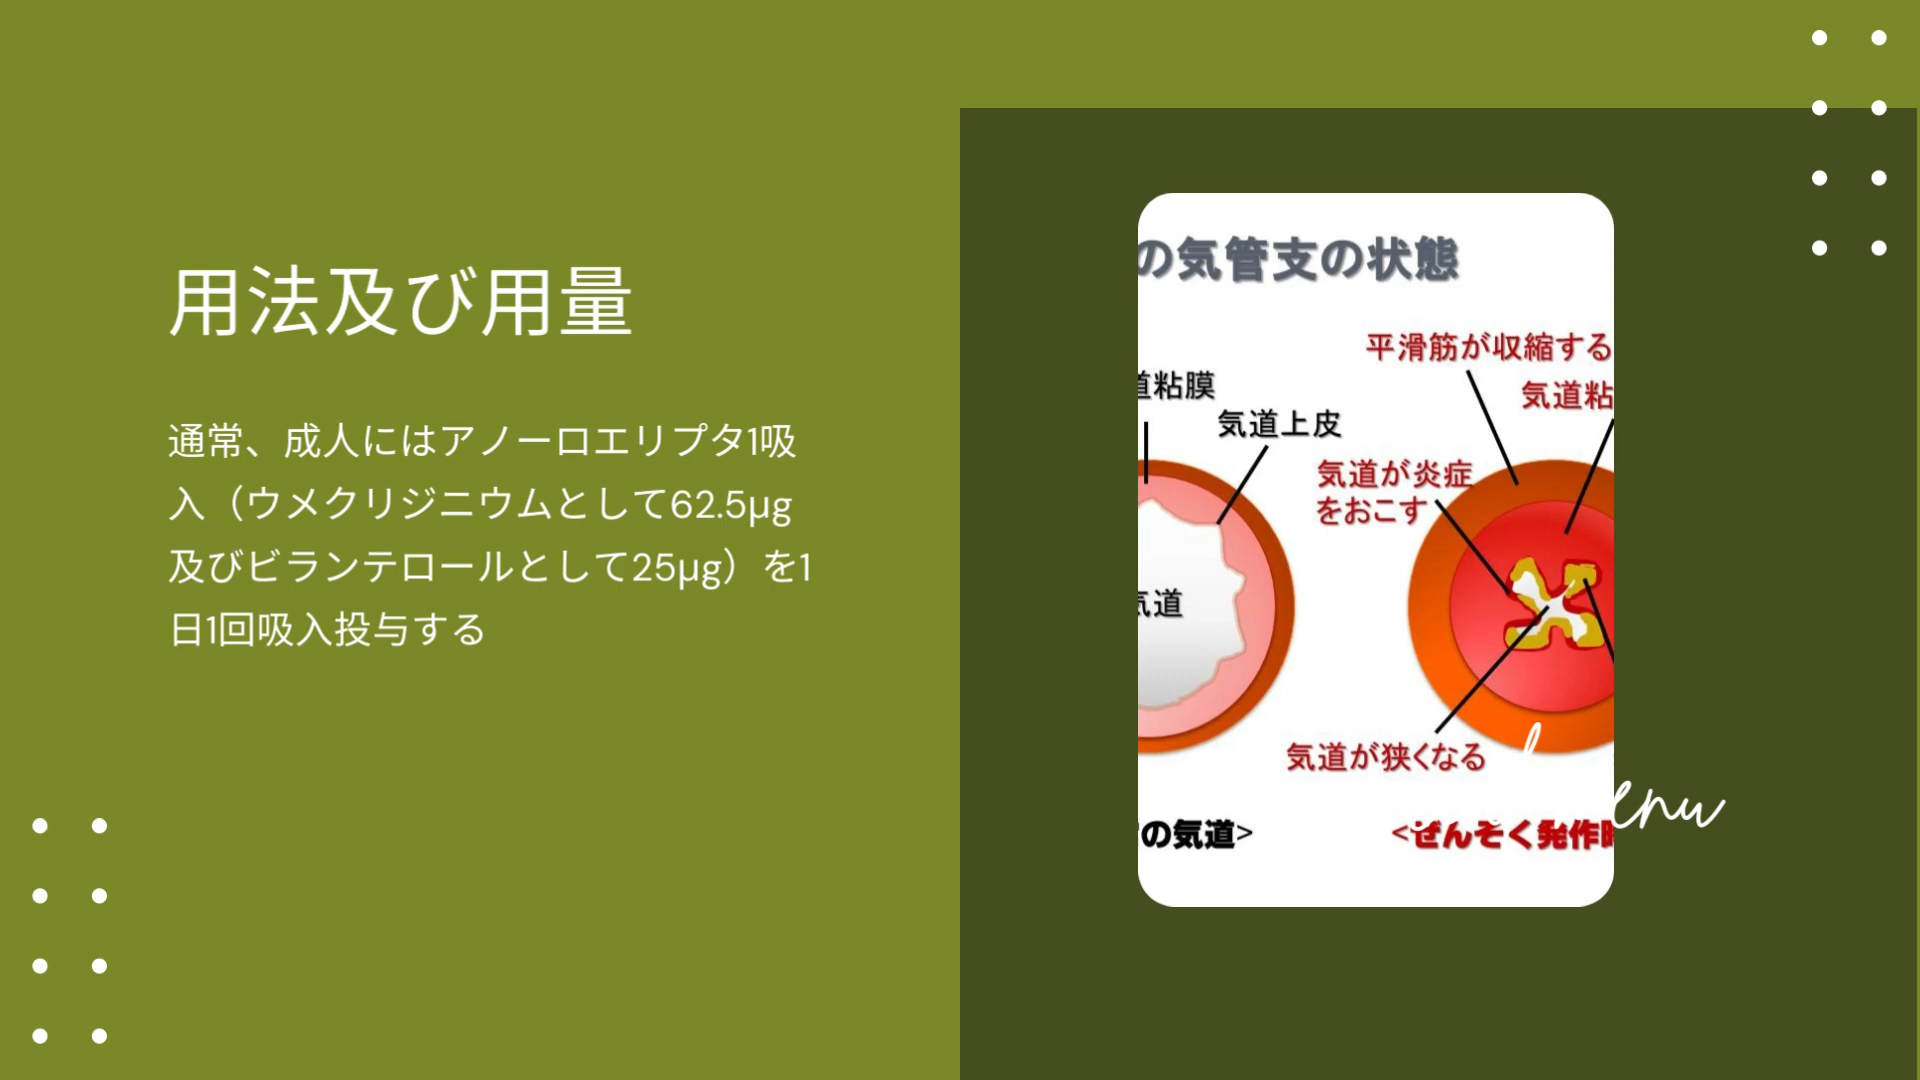 用法及び用量
通常、成人にはアノーロエリプタ1吸
入（ウメクリジニウムとして62.5μg
及びビランテロールとして25μg）を1
日1回吸入投与する
の気管支の状態
平滑筋が収縮する
道粘膜
気道粘
気道上皮
気道が炎症
をおこす
気道
気道が狭くなる
enu
の気道>
<ぜんそく発作時